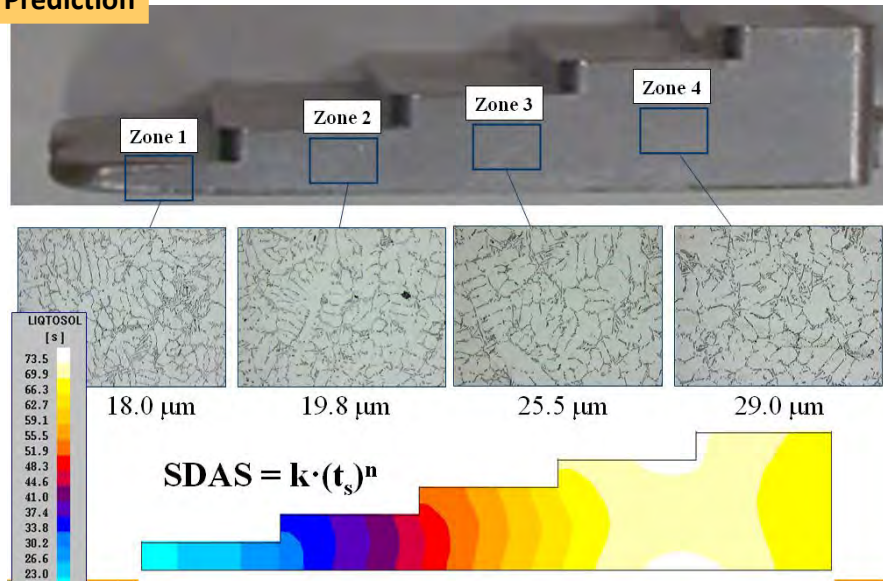 Prediction
Zone 1
Zone 2
Zone 3
Zone 4
LIQTOSOL
[s]
73.5
69.9
66.3
62.7
59.1
55.5
51.9
48.3
44.6
41.0
37.4
33.8
30.2
26.6
23.0
18.0 μm
19.8 μm
25.5 μm
29.0 μm
SDAS = k·(tₛ)ⁿ